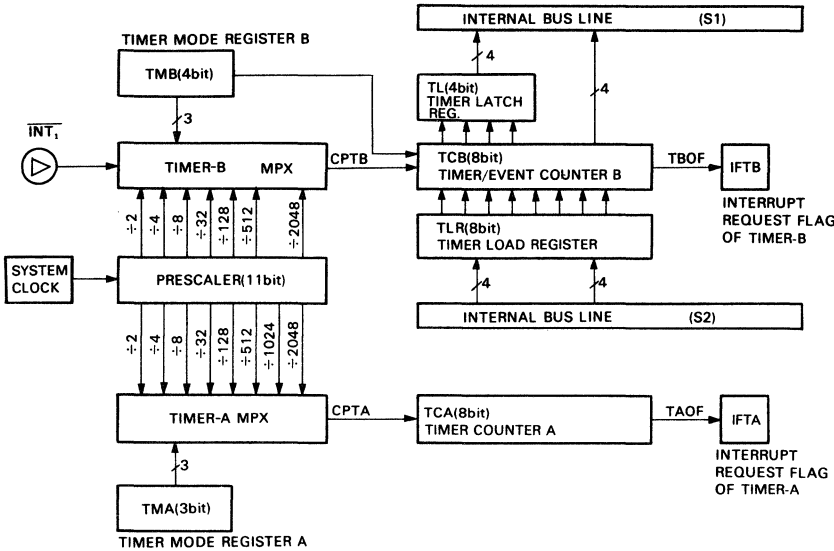 INTERNAL BUS LINE (S1)
TIMER MODE REGISTER B
TMB(4bit)
4
TL(4bit)
TIMER LATCH
REG.
4
3
INT₁
TIMER-B MPX
CPTB
TCB(8bit)
TIMER/EVENT COUNTER B
TBOF
IFTB
INTERRUPT
REQUEST FLAG
OF TIMER-B
÷2
÷4
÷8
÷32
÷128
÷512
÷2048
TLR(8bit)
TIMER LOAD REGISTER
SYSTEM
CLOCK
PRESCALER(11bit)
4
4
INTERNAL BUS LINE (S2)
÷2
÷4
÷8
÷32
÷128
÷512
÷1024
÷2048
TIMER-A MPX
CPTA
TCA(8bit)
TIMER COUNTER A
TAOF
IFTA
INTERRUPT
REQUEST FLAG
OF TIMER-A
3
TMA(3bit)
TIMER MODE REGISTER A